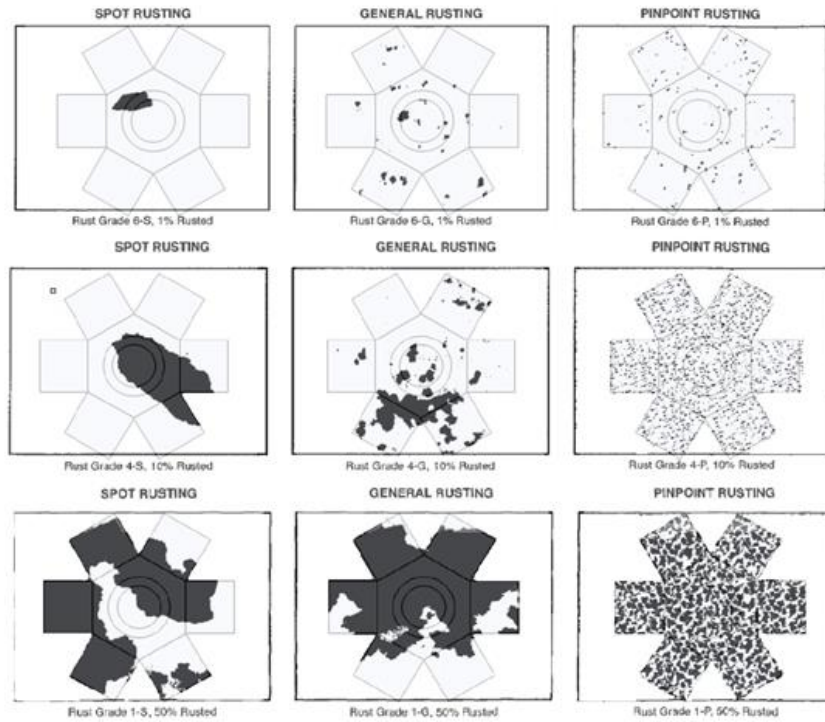 SPOT RUSTING
GENERAL RUSTING
PINPOINT RUSTING
Rust Grade 6-S, 1% Rusted
Rust Grade 6-G, 1% Rusted
Rust Grade 6-P, 1% Rusted
SPOT RUSTING
GENERAL RUSTING
PINPOINT RUSTING
Rust Grade 4-S, 10% Rusted
Rust Grade 4-G, 10% Rusted
Rust Grade 4-P, 10% Rusted
SPOT RUSTING
GENERAL RUSTING
PINPOINT RUSTING
Rust Grade 1-S, 50% Rusted
Rust Grade 1-G, 50% Rusted
Rust Grade 1-P, 50% Rusted